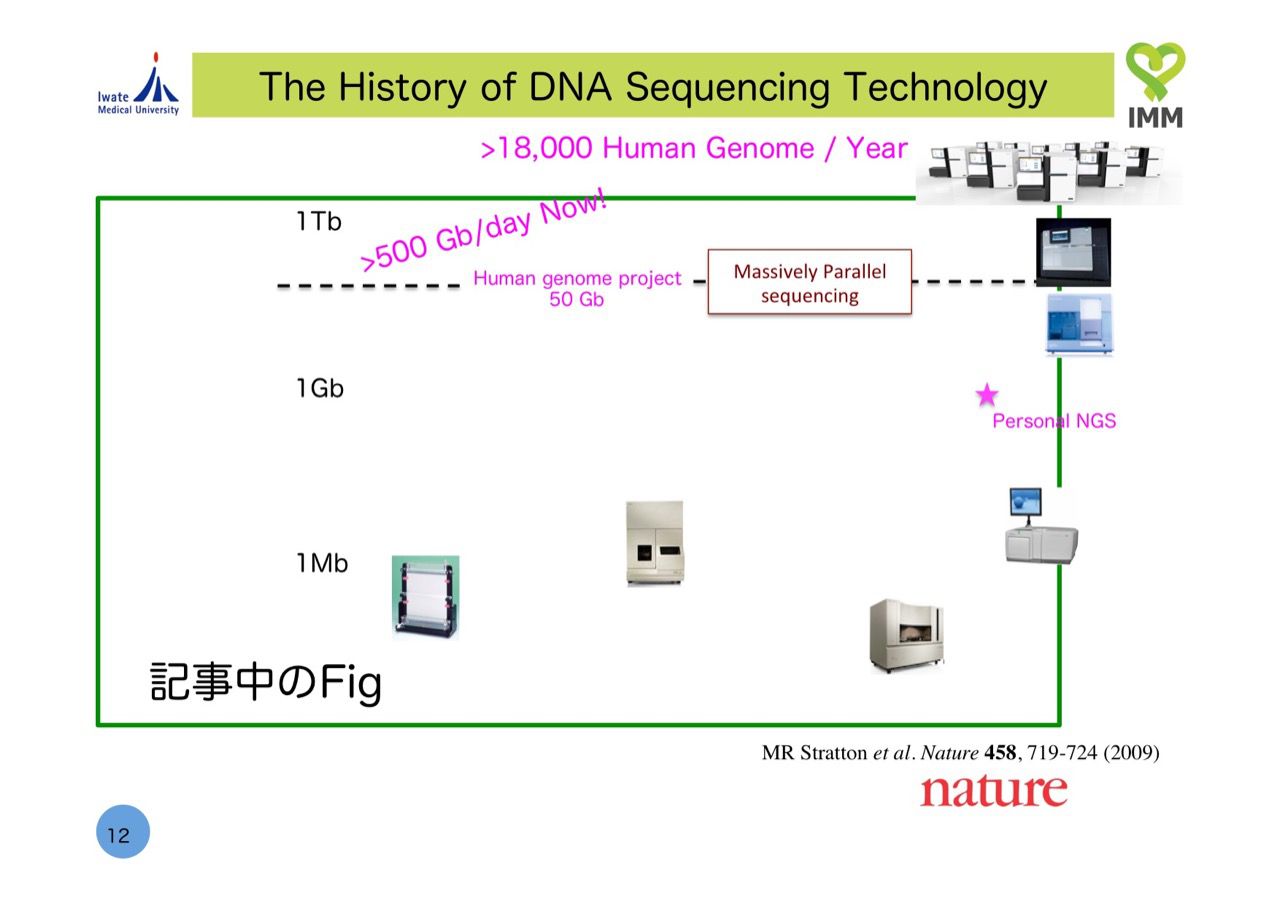 Iwate
Medical University
The History of DNA Sequencing Technology
IMM
>18,000 Human Genome / Year
1Tb
>500 Gb/day Now!
Human genome project
50 Gb
Massively Parallel
sequencing
1Gb
Personal NGS
1Mb
記事中のFig
MR Stratton et al. Nature 458, 719-724 (2009)
nature
12